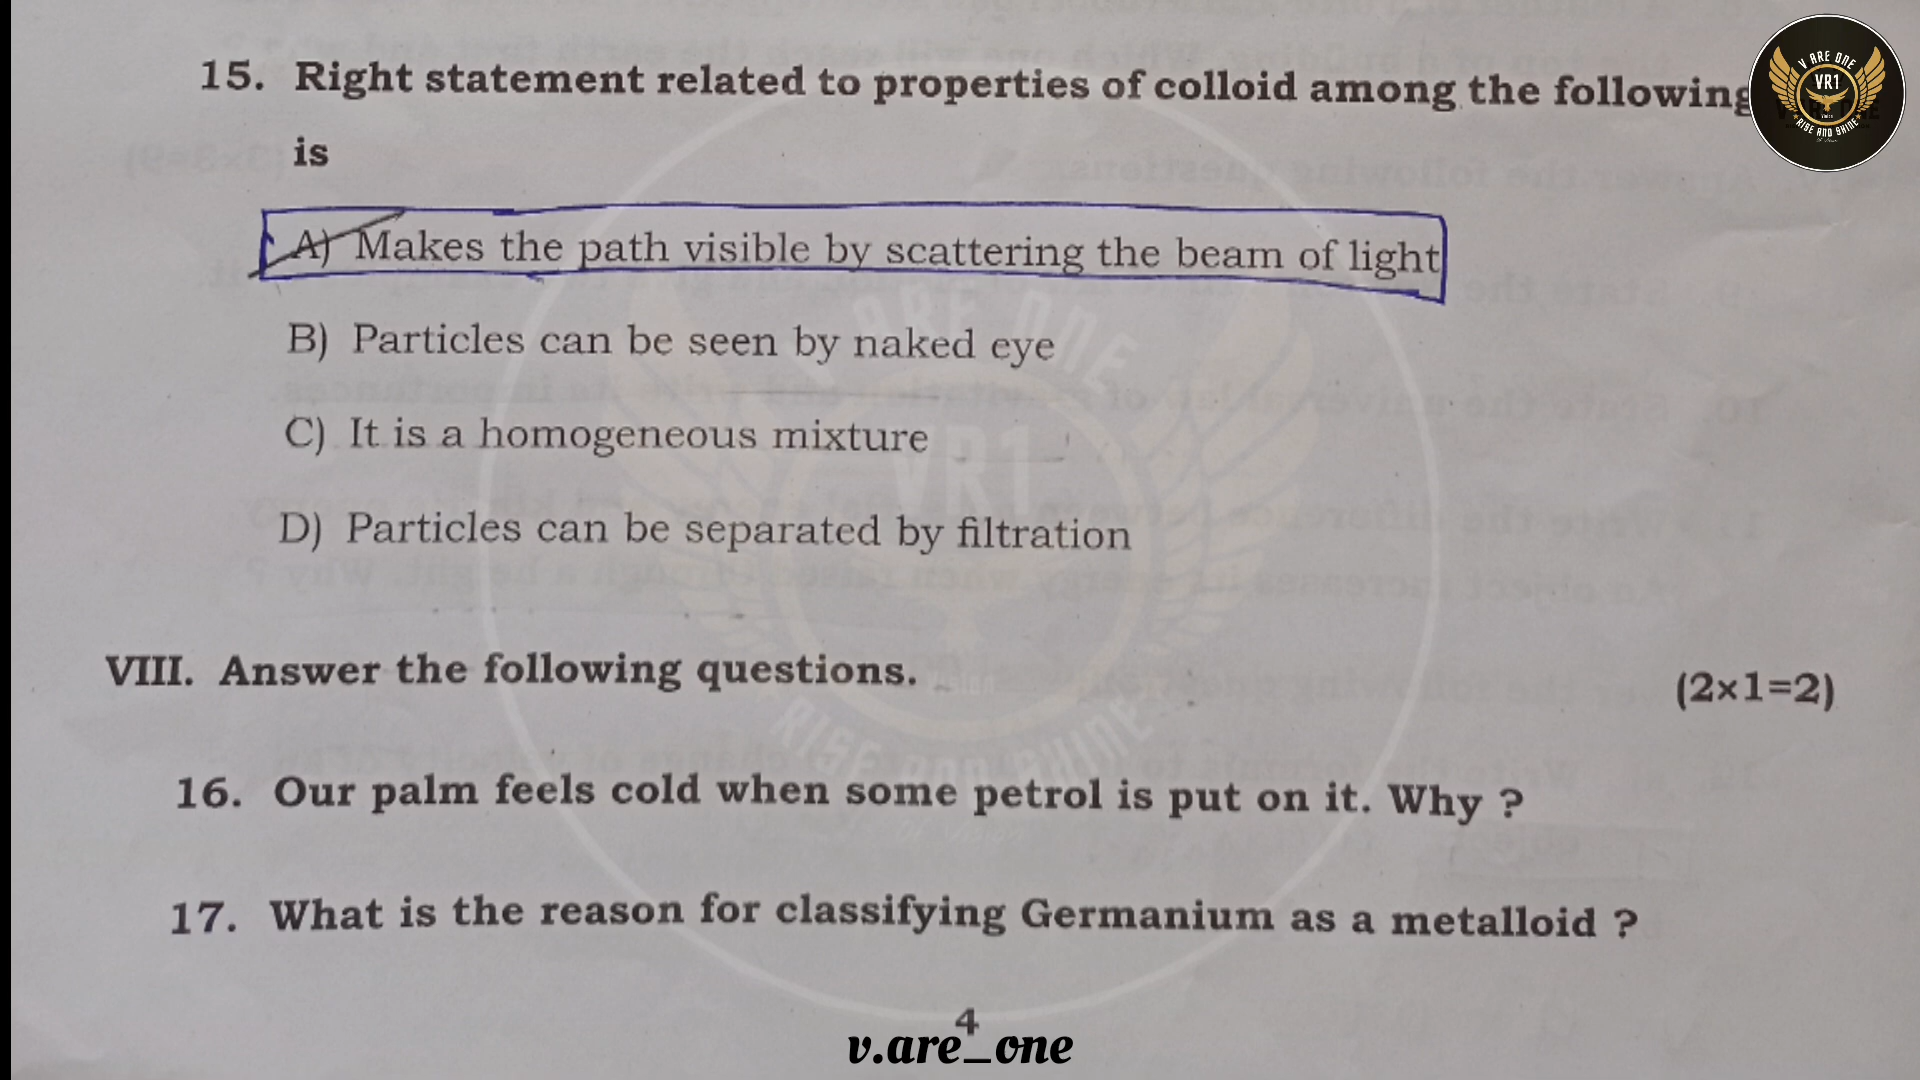 15. Right statement related to properties of colloid among the following
is
A) Makes the path visible by scattering the beam of light
B) Particles can be seen by naked eye
C) It is a homogeneous mixture
D) Particles can be separated by filtration
VIII. Answer the following questions. (2×1=2)
16. Our palm feels cold when some petrol is put on it. Why ?
17. What is the reason for classifying Germanium as a metalloid ?
4
v.are_one
V ARE ONE
VR1
RISE AND SHINE